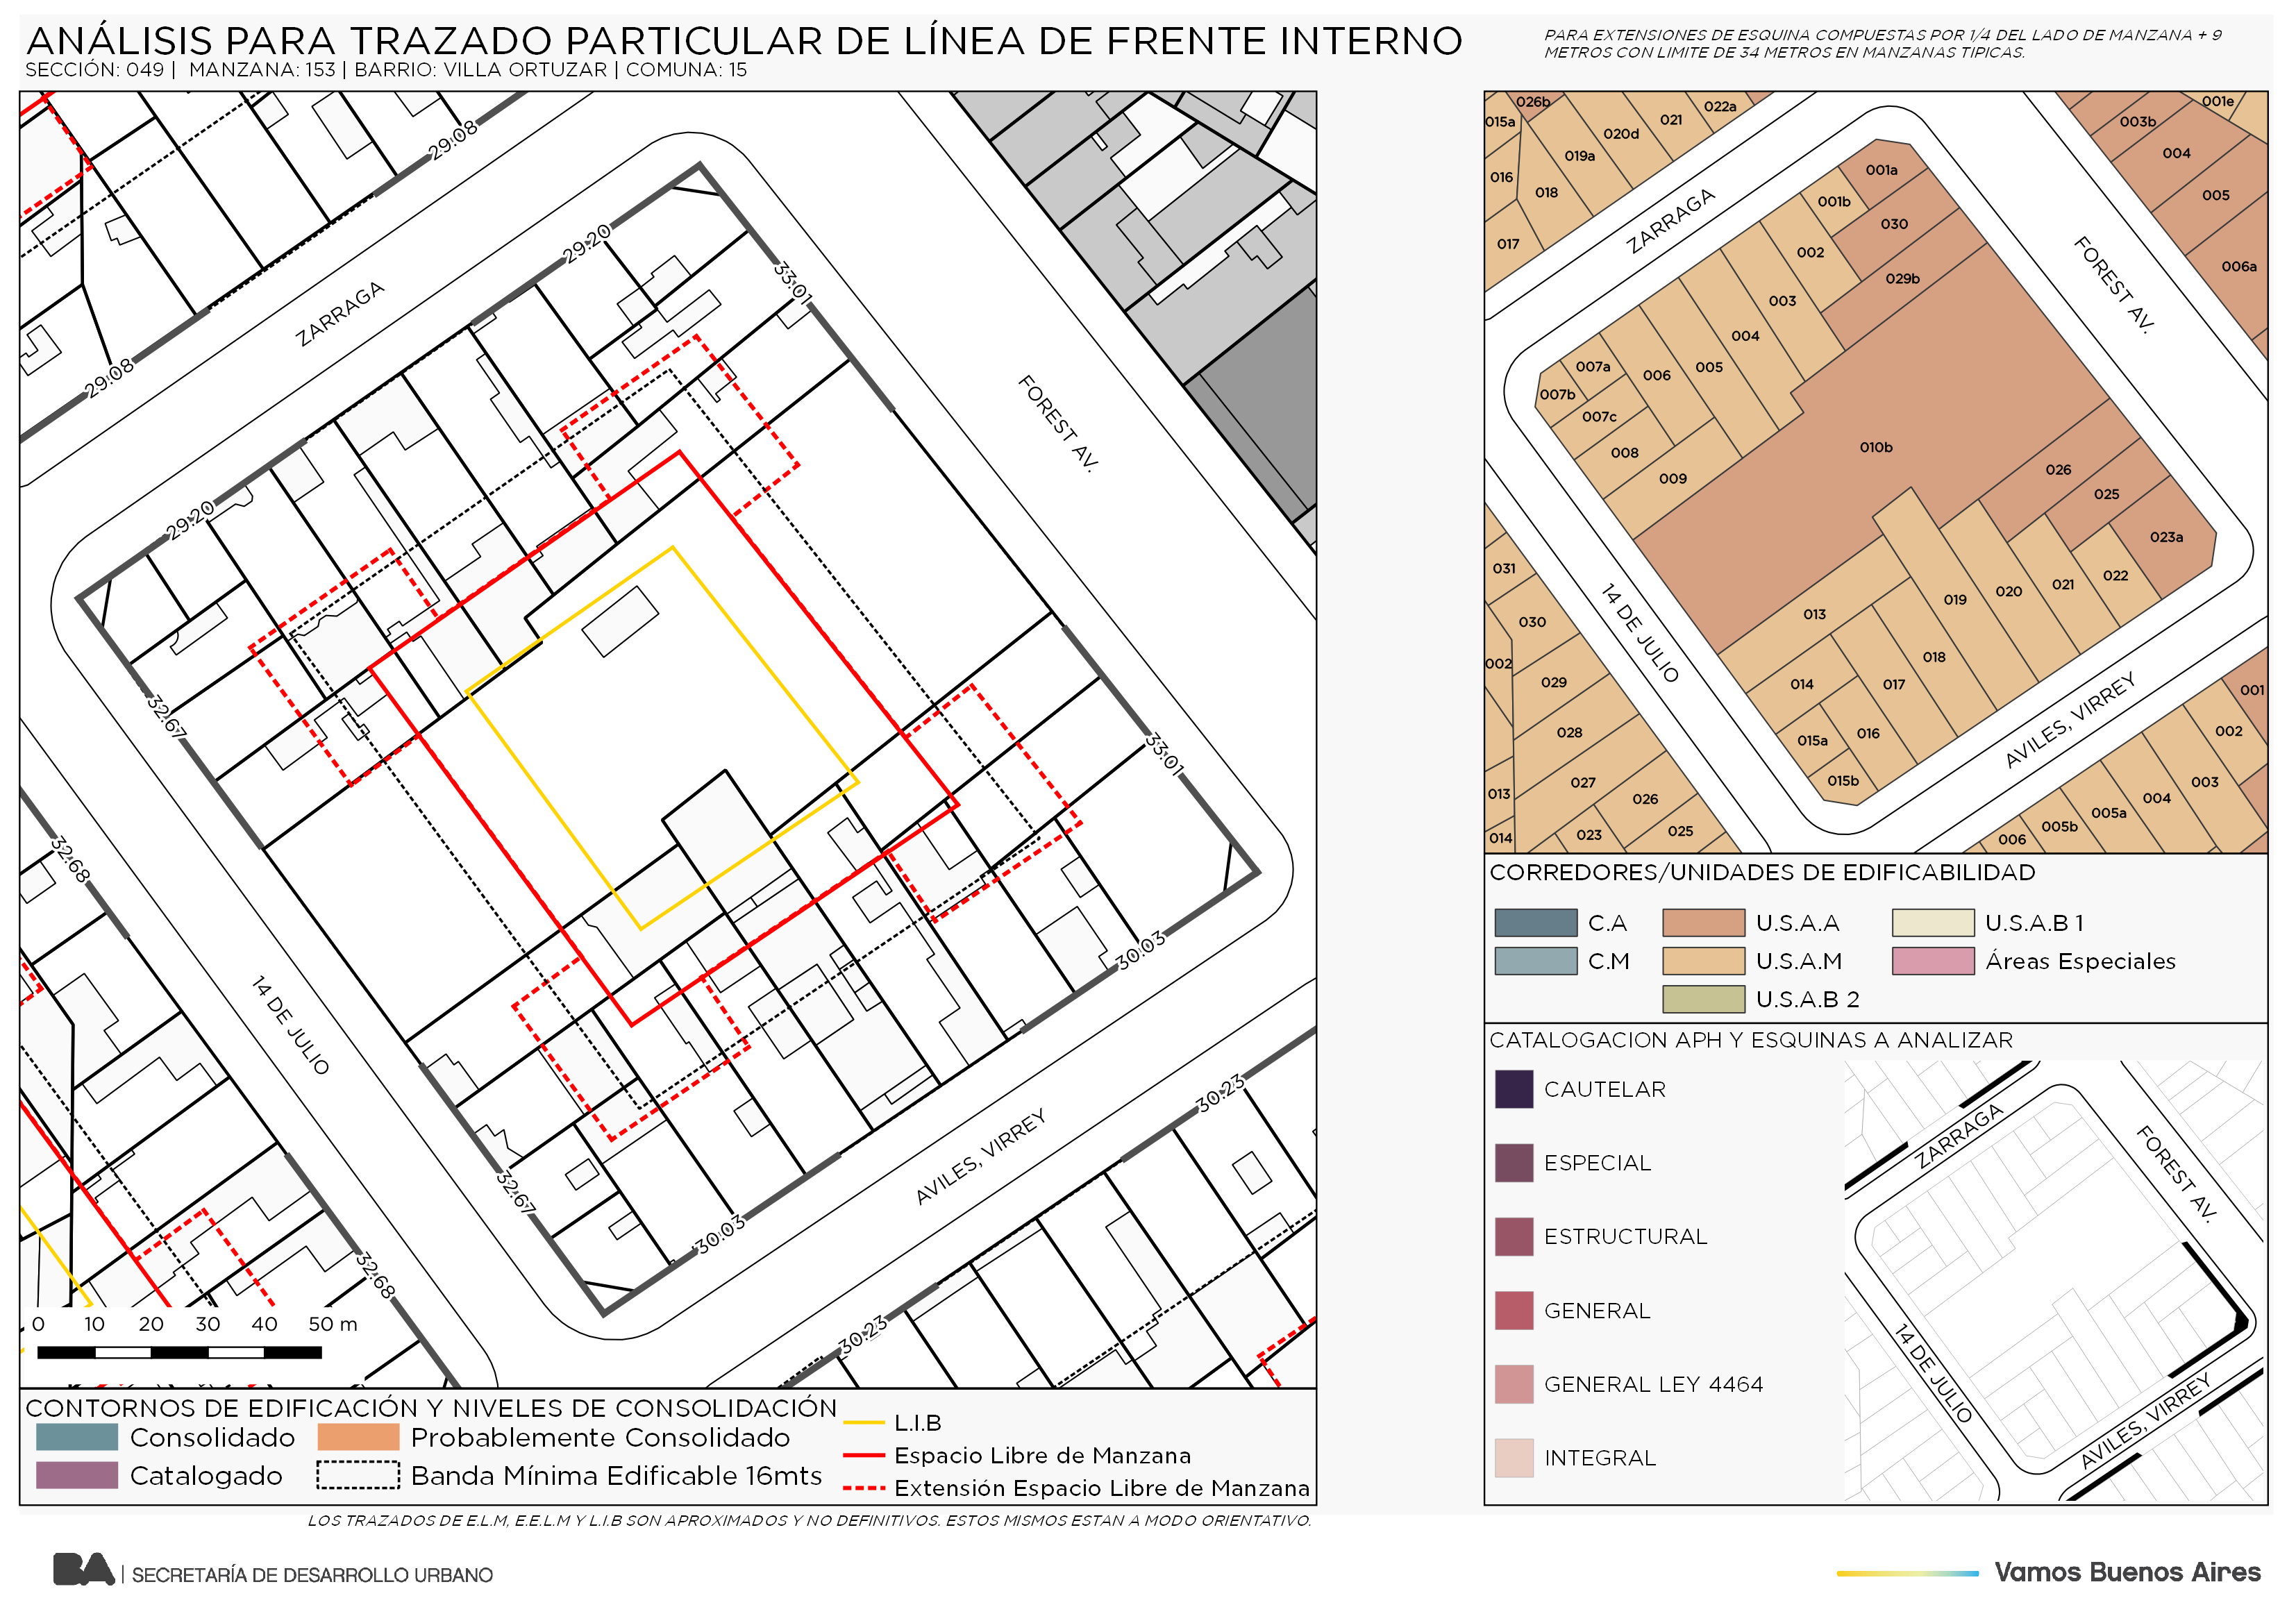 ANÁLISIS PARA TRAZADO PARTICULAR DE LÍNEA DE FRENTE INTERNO
SECCIÓN: 049 | MANZANA: 153 | BARRIO: VILLA ORTUZAR | COMUNA: 15
PARA EXTENSIONES DE ESQUINA COMPUESTAS POR 1/4 DEL LADO DE MANZANA + 9
METROS CON LIMITE DE 34 METROS EN MANZANAS TIPICAS.
29.08
29.20
33.01
ZARRAGA
29.08
FOREST AV.
29.20
32.67
33.01
32.68
30.03
14 DE JULIO
30.23
AVILES, VIRREY
32.67
30.03
32.68
30.23
0 10 20 30 40 50 m
CONTORNOS DE EDIFICACIÓN Y NIVELES DE CONSOLIDACIÓN
Consolidado
Probablemente Consolidado
Catalogado
Banda Mínima Edificable 16mts
L.I.B
Espacio Libre de Manzana
Extensión Espacio Libre de Manzana
LOS TRAZADOS DE E.L.M, E.E.L.M Y L.I.B SON APROXIMADOS Y NO DEFINITIVOS. ESTOS MISMOS ESTAN A MODO ORIENTATIVO.
026b
022a
001e
015a
020d
021
003b
019a
004
016
018
001a
005
017
001b
030
ZARRAGA
002
029b
006a
FOREST AV.
003
004
007a
006
005
007b
007c
008
009
010b
026
025
023a
031
013
019
020
021
022
030
14 DE JULIO
002
029
014
017
018
001
028
015a
016
AVILES, VIRREY
002
013
027
015b
003
026
004
014
023
025
005a
005b
006
CORREDORES/UNIDADES DE EDIFICABILIDAD
C.A
U.S.A.A
U.S.A.B 1
C.M
U.S.A.M
Áreas Especiales
U.S.A.B 2
CATALOGACION APH Y ESQUINAS A ANALIZAR
CAUTELAR
ESPECIAL
ESTRUCTURAL
GENERAL
GENERAL LEY 4464
INTEGRAL
ZARRAGA
FOREST AV.
14 DE JULIO
AVILES, VIRREY
BA | SECRETARÍA DE DESARROLLO URBANO
Vamos Buenos Aires